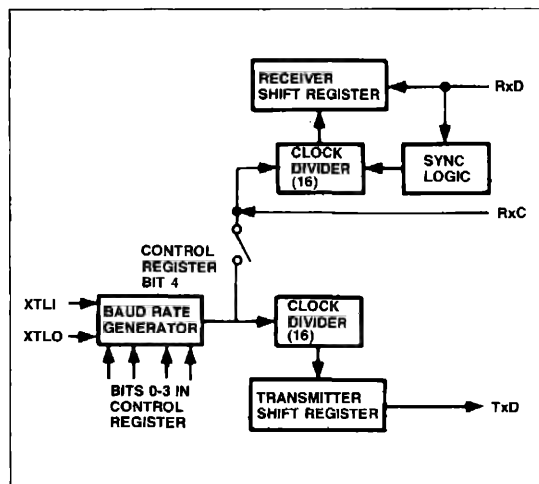 RECEIVER
SHIFT REGISTER
RxD
CLOCK
DIVIDER
(16)
SYNC
LOGIC
RxC
CONTROL
REGISTER
BIT 4
XTLI
XTLO
BAUD RATE
GENERATOR
CLOCK
DIVIDER
(16)
BITS 0-3 IN
CONTROL
REGISTER
TRANSMITTER
SHIFT REGISTER
TxD